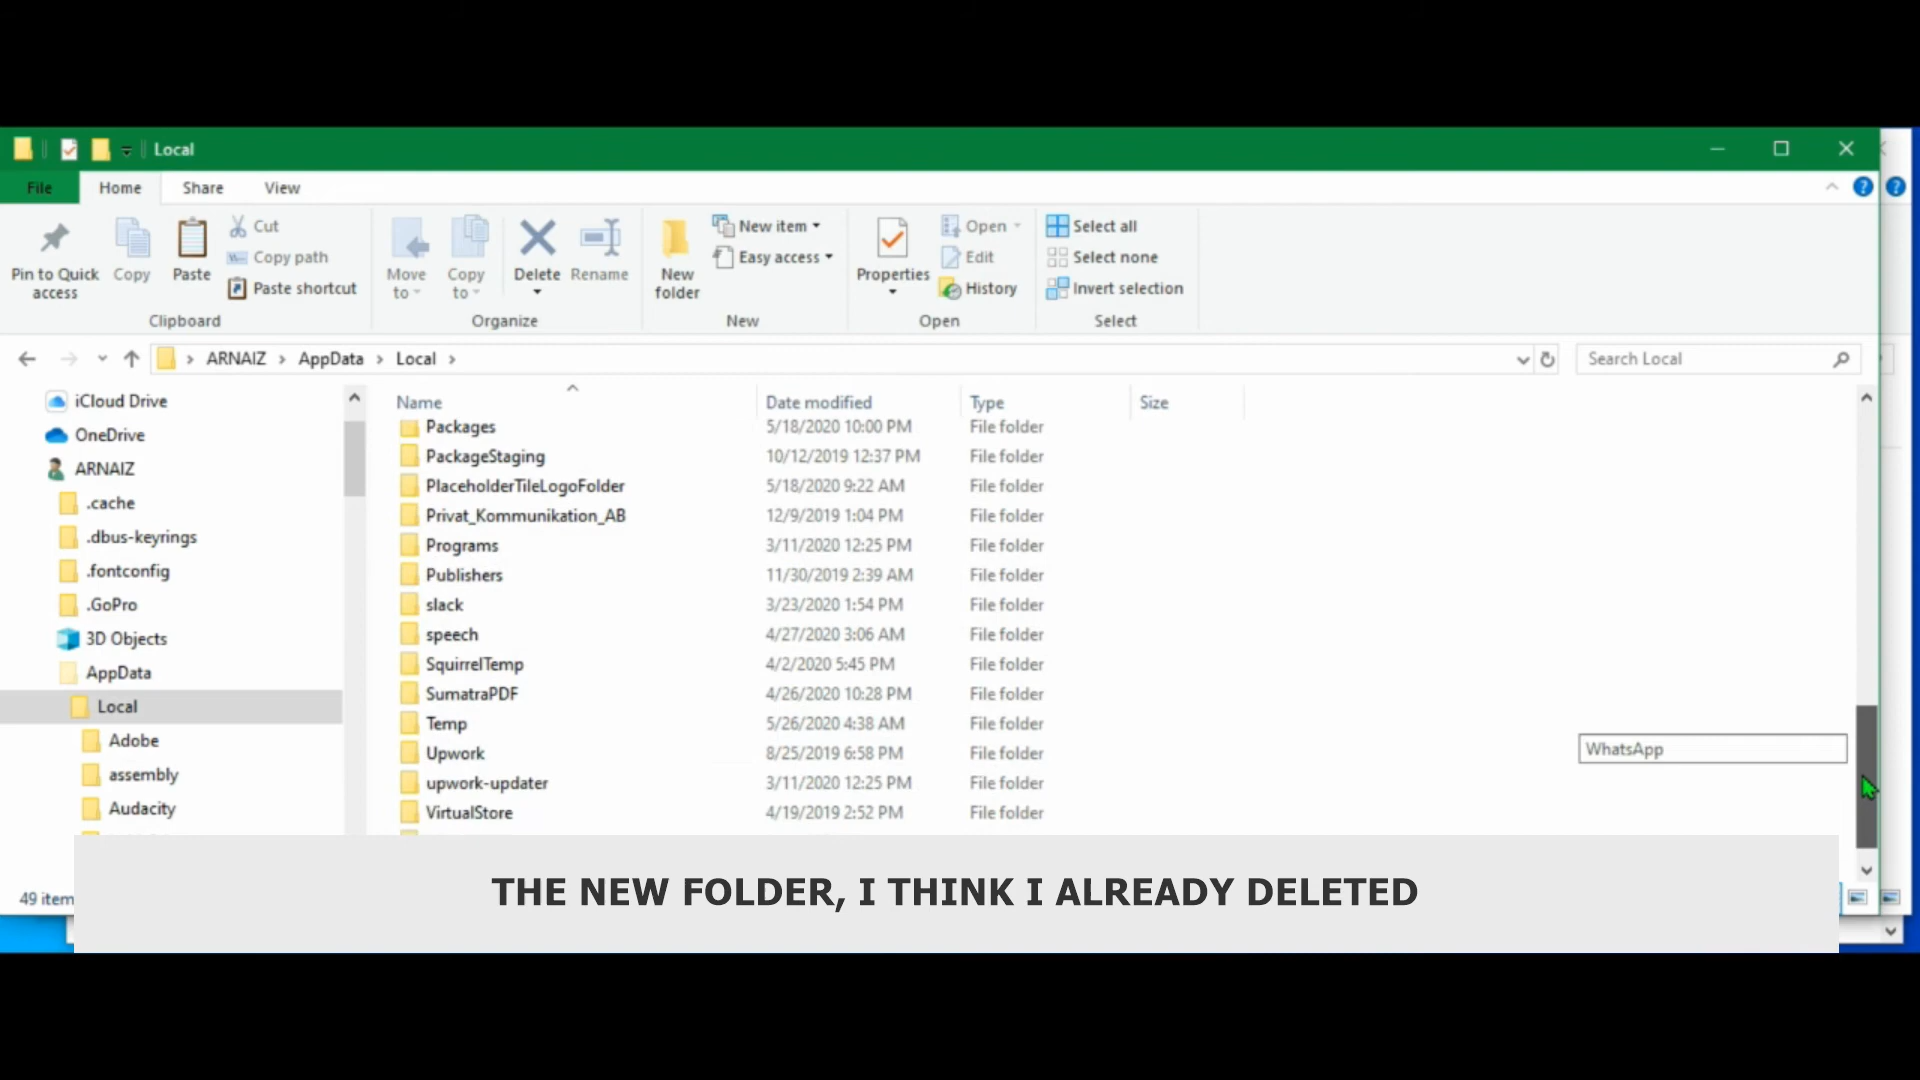 Local
File Home Share View
Pin to Quick access
Copy
Paste
Cut
Copy path
Paste shortcut
Clipboard
Move to
Copy to
Delete
Rename
Organize
New folder
New item
Easy access
New
Properties
Open
Edit
History
Open
Select all
Select none
Invert selection
Select
ARNAIZ > AppData > Local >
Search Local
iCloud Drive
OneDrive
ARNAIZ
.cache
.dbus-keyrings
.fontconfig
.GoPro
3D Objects
AppData
Local
Adobe
assembly
Audacity
Name Date modified Type Size
Packages 5/18/2020 10:00 PM File folder
PackageStaging 10/12/2019 12:37 PM File folder
PlaceholderTileLogoFolder 5/18/2020 9:22 AM File folder
Privat_Kommunikation_AB 12/9/2019 1:04 PM File folder
Programs 3/11/2020 12:25 PM File folder
Publishers 11/30/2019 2:39 AM File folder
slack 3/23/2020 1:54 PM File folder
speech 4/27/2020 3:06 AM File folder
SquirrelTemp 4/2/2020 5:45 PM File folder
SumatraPDF 4/26/2020 10:28 PM File folder
Temp 5/26/2020 4:38 AM File folder
Upwork 8/25/2019 6:58 PM File folder
upwork-updater 3/11/2020 12:25 PM File folder
VirtualStore 4/19/2019 2:52 PM File folder
WhatsApp
49 item
THE NEW FOLDER, I THINK I ALREADY DELETED